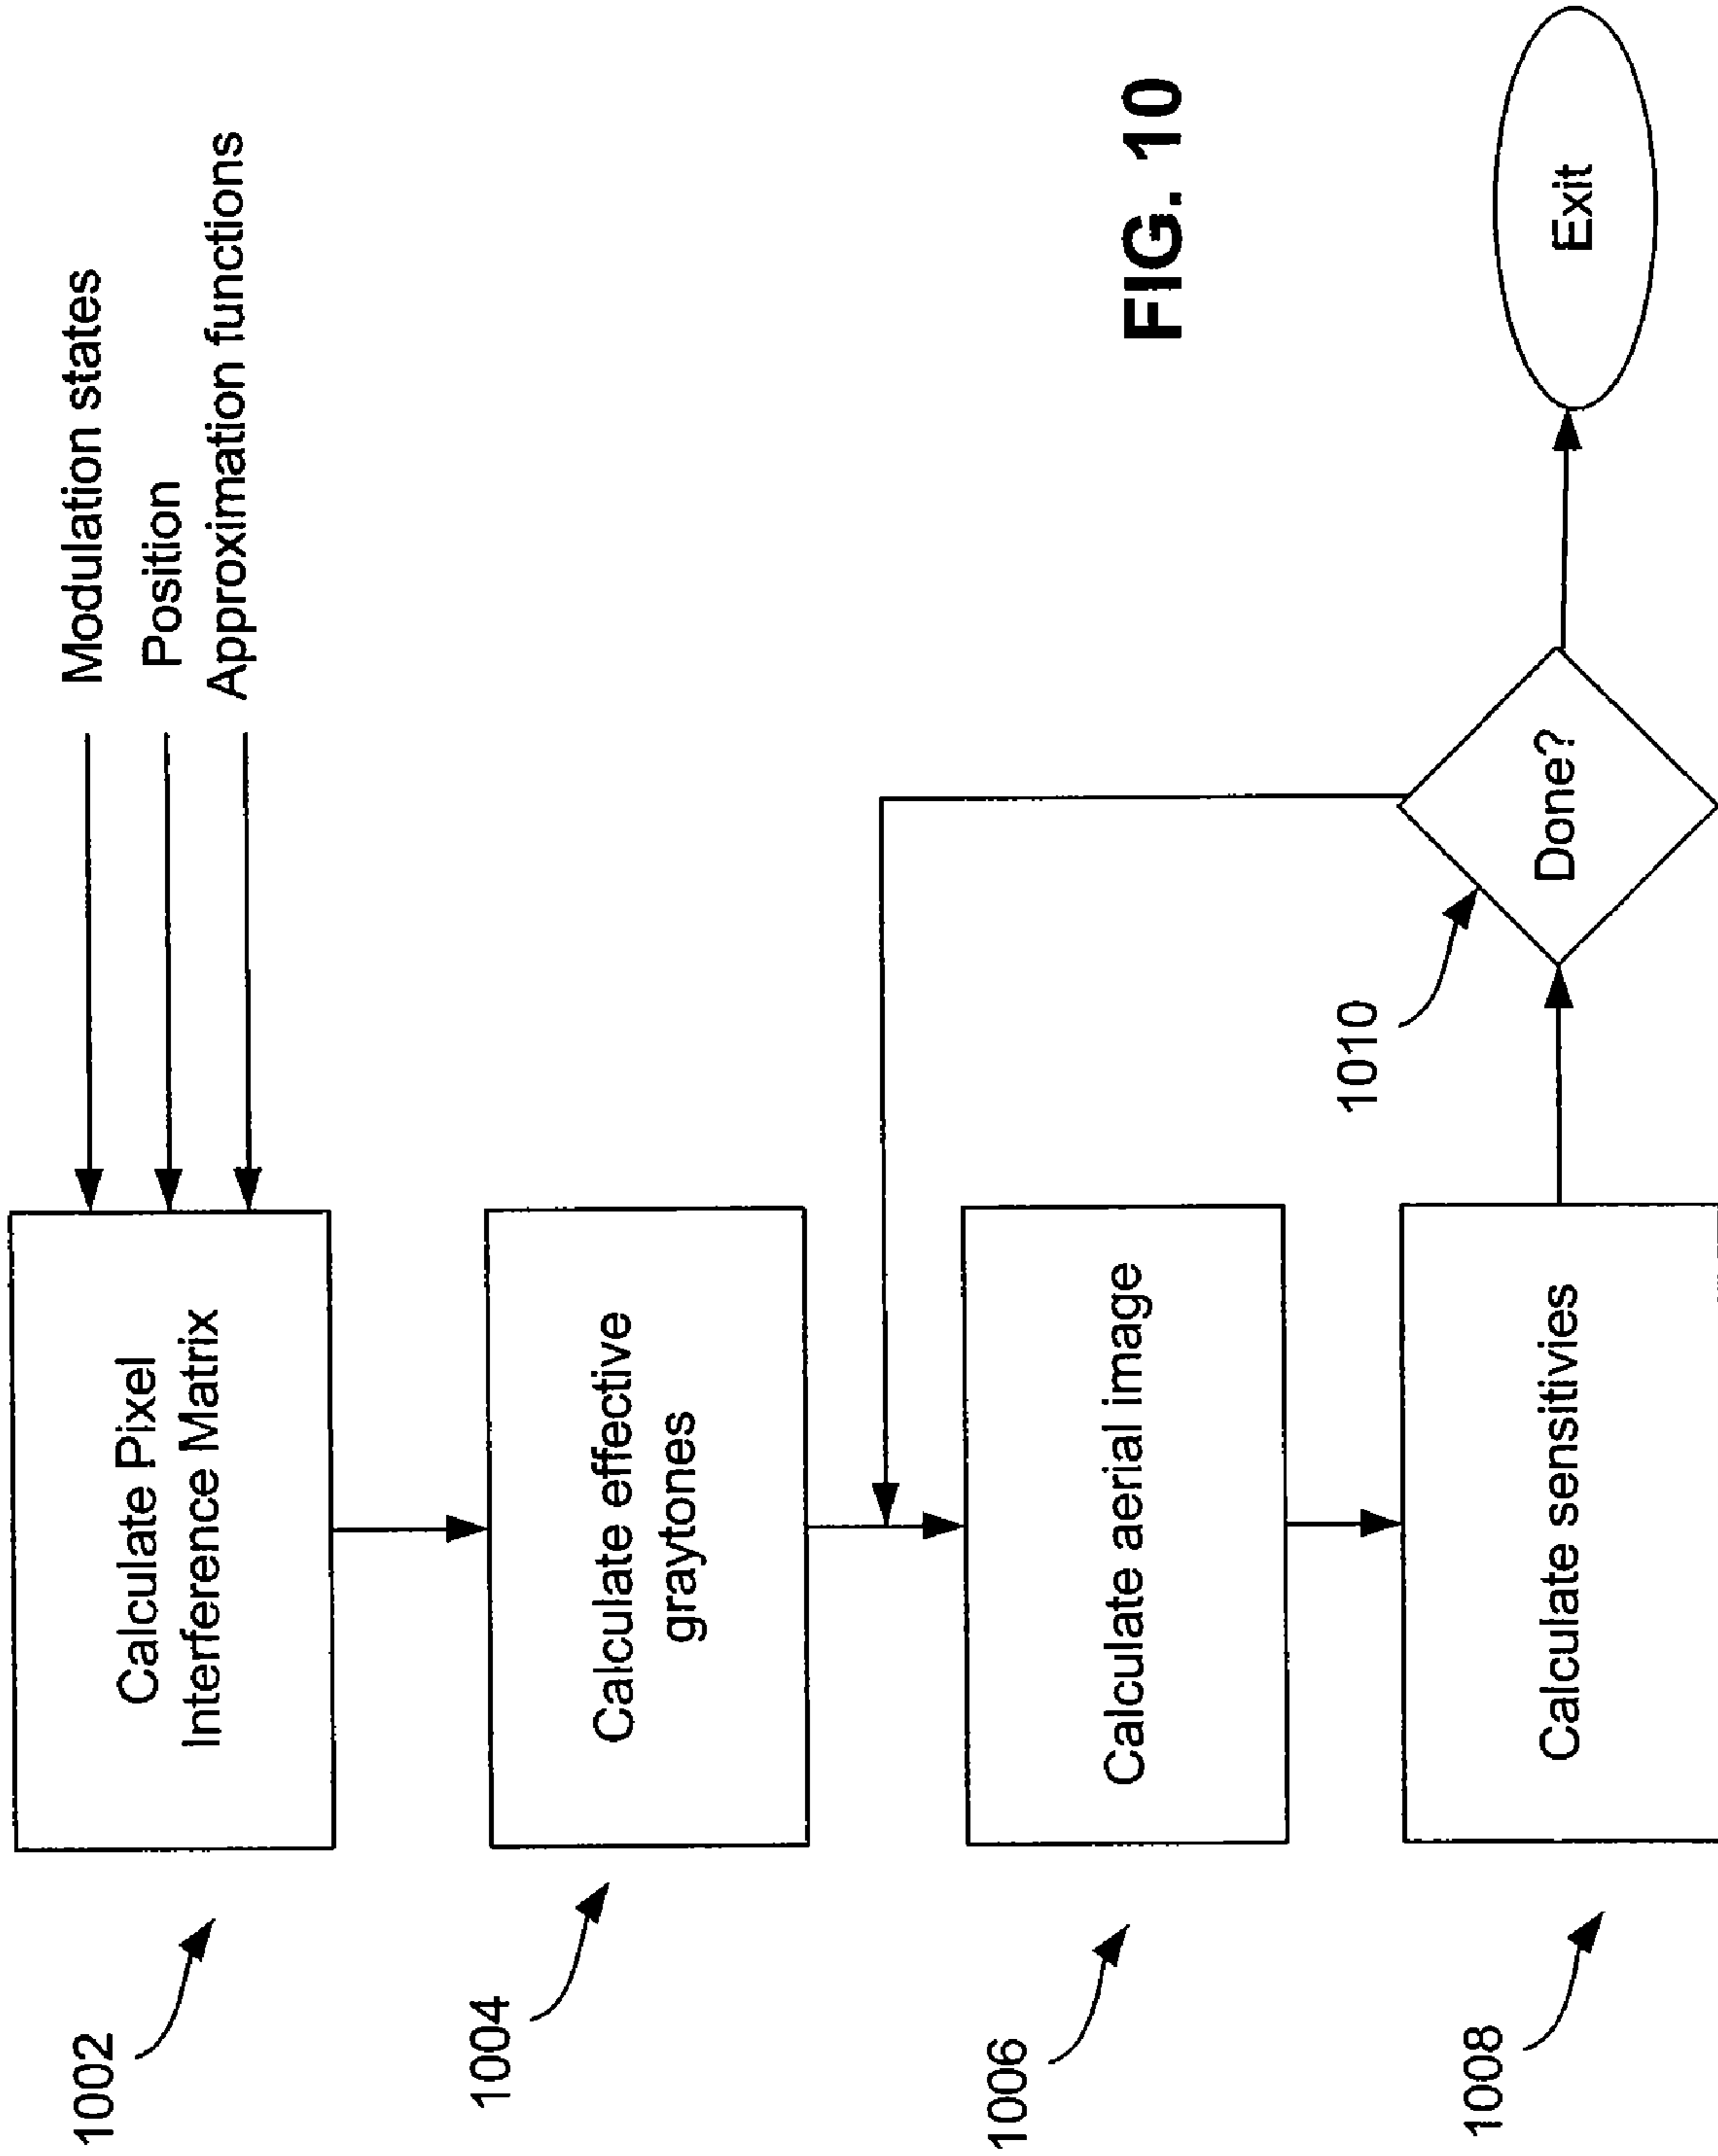 Modulation states
Position
Approximation functions
1002
Calculate Pixel
Interference Matrix
1004
Calculate effective
graytones
1006
Calculate aerial image
1008
Calculate sensitivies
1010
Done?
Exit
FIG. 10